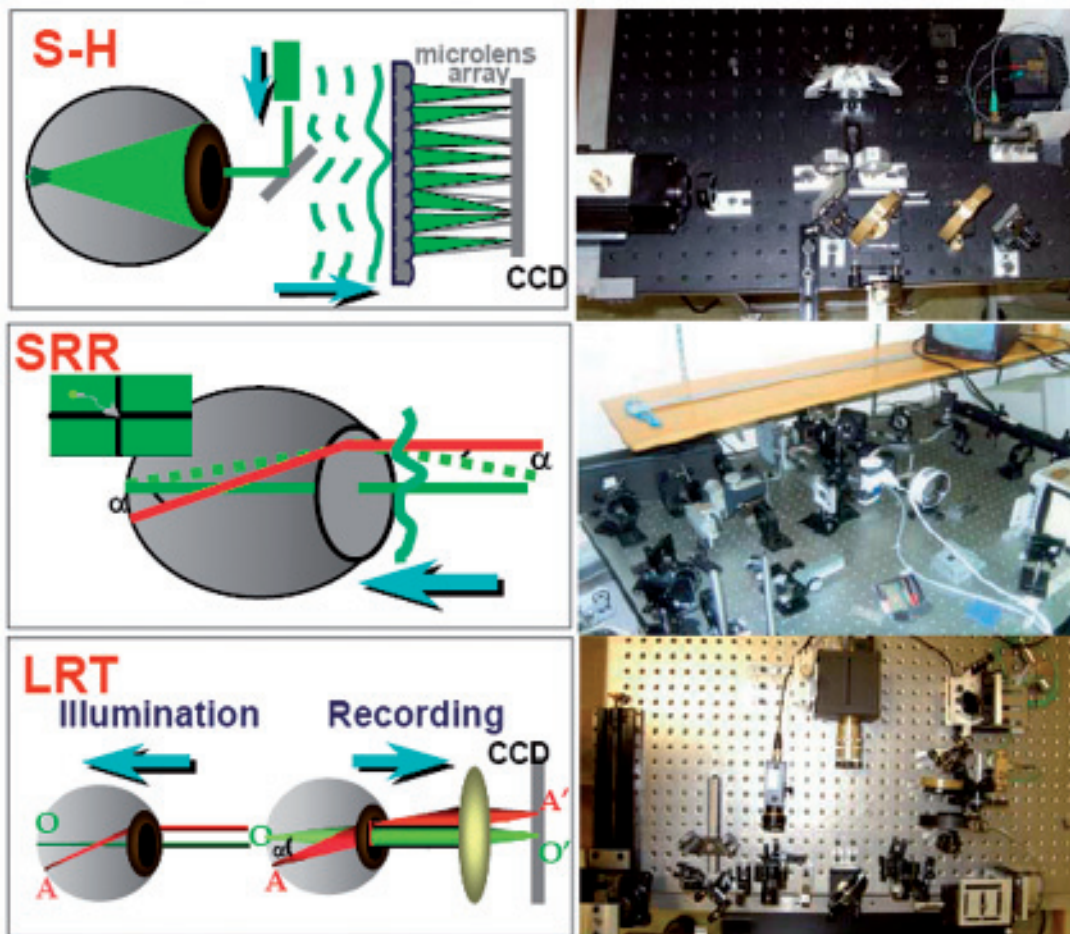 S-H
microlens
array
CCD
SRR
α
α
LRT
Illumination
Recording
CCD
O
A
O
α
A
A'
O'